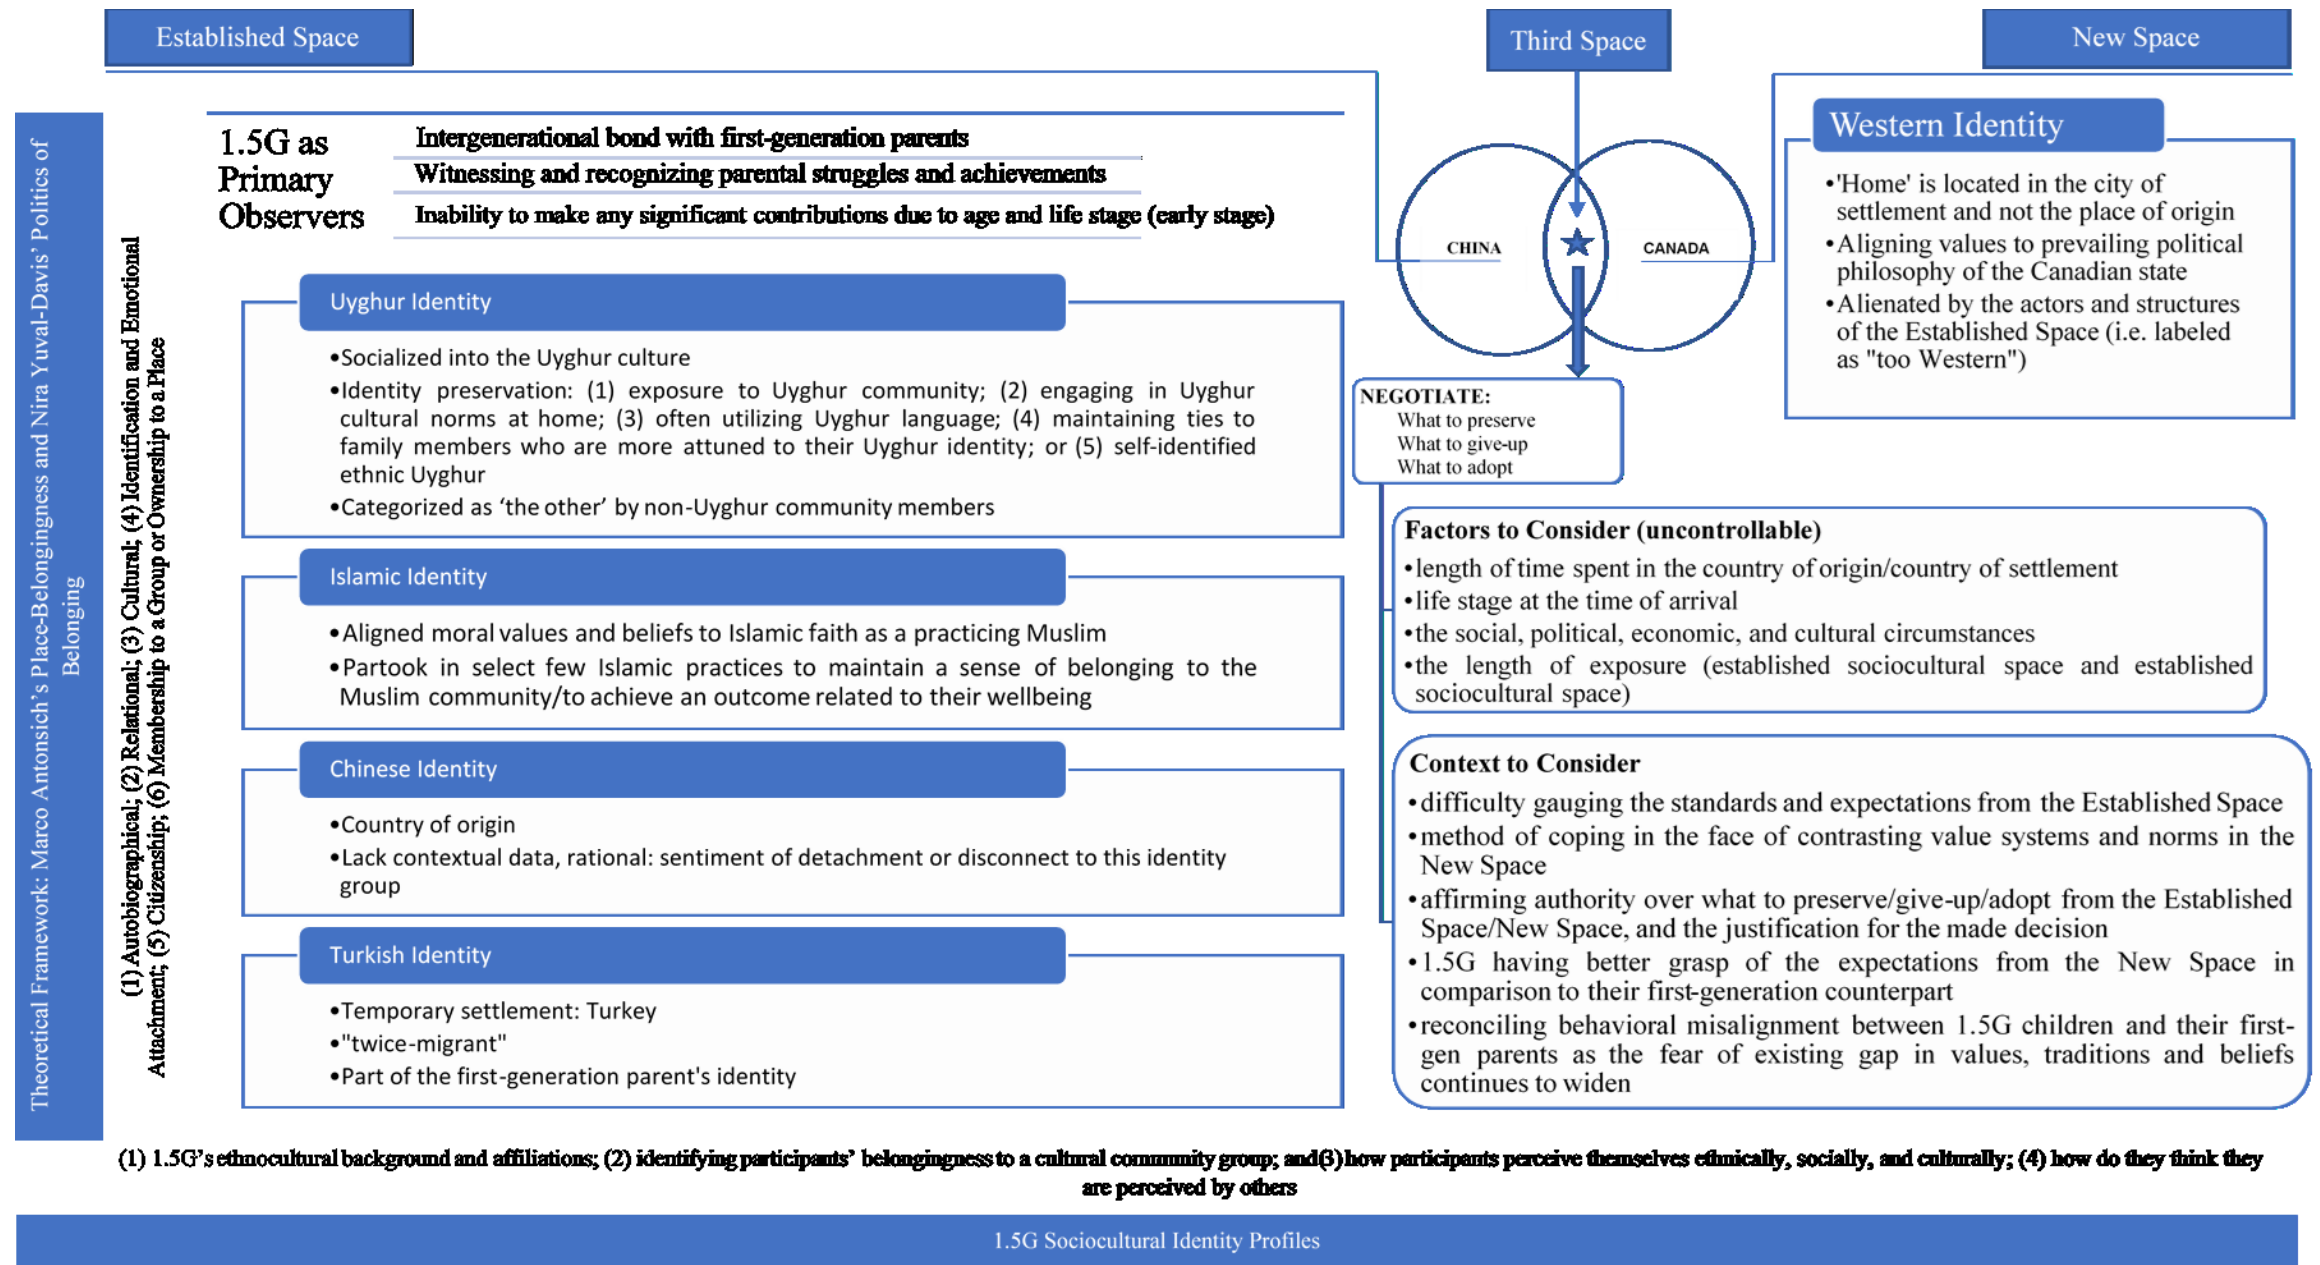 Established Space
Third Space
New Space
Theoretical Framework: Marco Antonsich's Place-Belongingness and Nira Yuval-Davis' Politics of
Belonging
(1) Autobiographical; (2) Relational; (3) Cultural; (4) Identification and Emotional
Attachment; (5) Citizenship; (6) Membership to a Group or Ownership to a Place
1.5G as
Primary
Observers
Intergenerational bond with first-generation parents
Witnessing and recognizing parental struggles and achievements
Inability to make any significant contributions due to age and life stage (early stage)
Uyghur Identity
•Socialized into the Uyghur culture
•Identity preservation: (1) exposure to Uyghur community; (2) engaging in Uyghur
cultural norms at home; (3) often utilizing Uyghur language; (4) maintaining ties to
family members who are more attuned to their Uyghur identity; or (5) self-identified
ethnic Uyghur
•Categorized as ‘the other’ by non-Uyghur community members
Islamic Identity
•Aligned moral values and beliefs to Islamic faith as a practicing Muslim
•Partook in select few Islamic practices to maintain a sense of belonging to the
Muslim community/to achieve an outcome related to their wellbeing
Chinese Identity
•Country of origin
•Lack contextual data, rational: sentiment of detachment or disconnect to this identity
group
Turkish Identity
•Temporary settlement: Turkey
•"twice-migrant"
•Part of the first-generation parent's identity
CHINA
CANADA
NEGOTIATE:
What to preserve
What to give-up
What to adopt
Western Identity
•'Home' is located in the city of
settlement and not the place of origin
•Aligning values to prevailing political
philosophy of the Canadian state
•Alienated by the actors and structures
of the Established Space (i.e. labeled
as "too Western")
Factors to Consider (uncontrollable)
•length of time spent in the country of origin/country of settlement
•life stage at the time of arrival
•the social, political, economic, and cultural circumstances
•the length of exposure (established sociocultural space and established
sociocultural space)
Context to Consider
•difficulty gauging the standards and expectations from the Established Space
•method of coping in the face of contrasting value systems and norms in the
New Space
•affirming authority over what to preserve/give-up/adopt from the Established
Space/New Space, and the justification for the made decision
•1.5G having better grasp of the expectations from the New Space in
comparison to their first-generation counterpart
•reconciling behavioral misalignment between 1.5G children and their first-
gen parents as the fear of existing gap in values, traditions and beliefs
continues to widen
(1) 1.5G's ethnocultural background and affiliations; (2) identifying participants' belongingness to a cultural community group; and(3)how participants perceive themselves ethnically, socially, and culturally; (4) how do they think they
are perceived by others
1.5G Sociocultural Identity Profiles